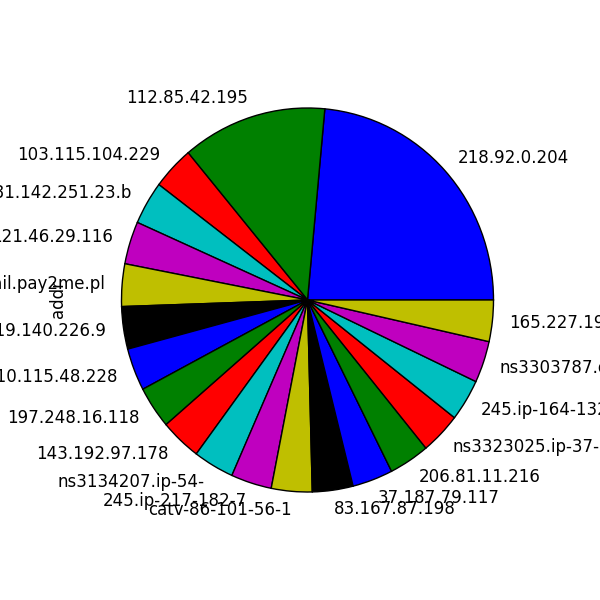 112.85.42.195
218.92.0.204
103.115.104.229
31.142.251.23.b
21.46.29.116
il.pay2me.pl
addr
19.140.226.9
165.227.19
10.115.48.228
ns3303787.
197.248.16.118
245.ip-164-132
143.192.97.178
ns3323025.ip-37-
ns3134207.ip-54-
206.81.11.216
245.ip-217-182-7
37.187.79.117
catv-86-101-56-1
83.167.87.198